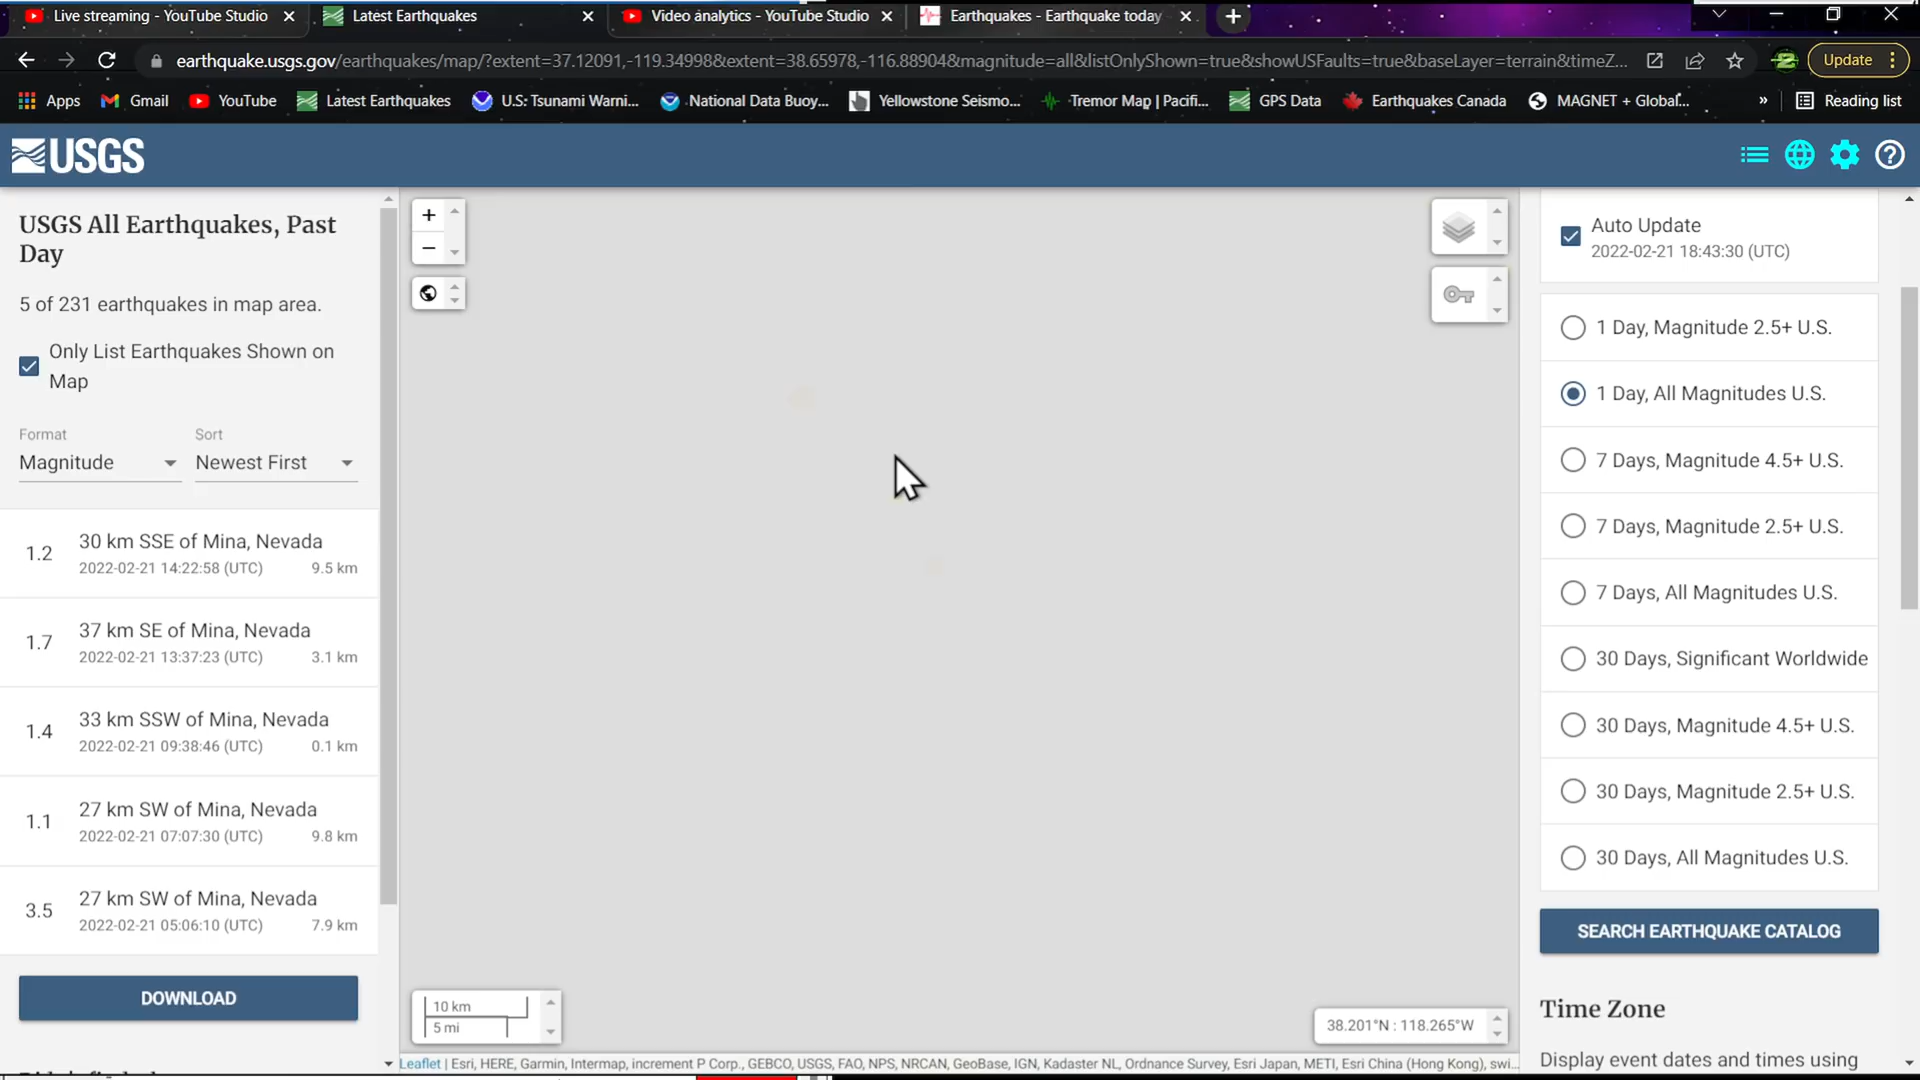 Live streaming - YouTube Studio
Latest Earthquakes
Video analytics - YouTube Studio
Earthquakes - Earthquake today
earthquake.usgs.gov/earthquakes/map/?extent=37.12091,-119.34998&extent=38.65978,-116.88904&magnitude=all&listOnlyShown=true&showUSFaults=true&baseLayer=terrain&timeZ...
Update
Apps
Gmail
YouTube
Latest Earthquakes
U.S: Tsunami Warni...
National Data Buoy...
Yellowstone Seismo...
Tremor Map | Pacifi...
GPS Data
Earthquakes Canada
MAGNET + Global...
»
Reading list
USGS
USGS All Earthquakes, Past
Day
5 of 231 earthquakes in map area.
Only List Earthquakes Shown on
Map
Format
Sort
Magnitude
Newest First
1.2
30 km SSE of Mina, Nevada
2022-02-21 14:22:58 (UTC)
9.5 km
1.7
37 km SE of Mina, Nevada
2022-02-21 13:37:23 (UTC)
3.1 km
1.4
33 km SSW of Mina, Nevada
2022-02-21 09:38:46 (UTC)
0.1 km
1.1
27 km SW of Mina, Nevada
2022-02-21 07:07:30 (UTC)
9.8 km
3.5
27 km SW of Mina, Nevada
2022-02-21 05:06:10 (UTC)
7.9 km
DOWNLOAD
+
−
10 km
5 mi
38.201°N : 118.265°W
Leaflet | Esri, HERE, Garmin, Intermap, increment P Corp., GEBCO, USGS, FAO, NPS, NRCAN, GeoBase, IGN, Kadaster NL, Ordnance Survey, Esri Japan, METI, Esri China (Hong Kong), swi...
Auto Update
2022-02-21 18:43:30 (UTC)
1 Day, Magnitude 2.5+ U.S.
1 Day, All Magnitudes U.S.
7 Days, Magnitude 4.5+ U.S.
7 Days, Magnitude 2.5+ U.S.
7 Days, All Magnitudes U.S.
30 Days, Significant Worldwide
30 Days, Magnitude 4.5+ U.S.
30 Days, Magnitude 2.5+ U.S.
30 Days, All Magnitudes U.S.
SEARCH EARTHQUAKE CATALOG
Time Zone
Display event dates and times using